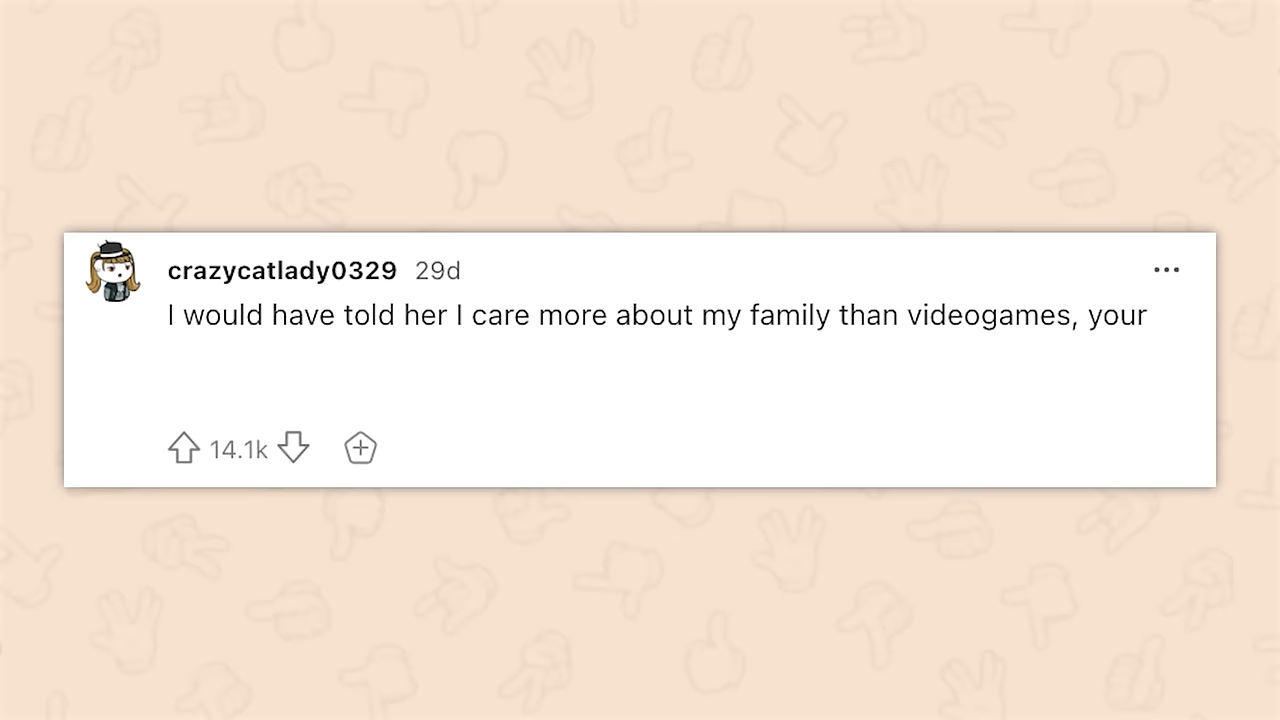 crazycatlady0329 29d
I would have told her I care more about my family than videogames, your
14.1k